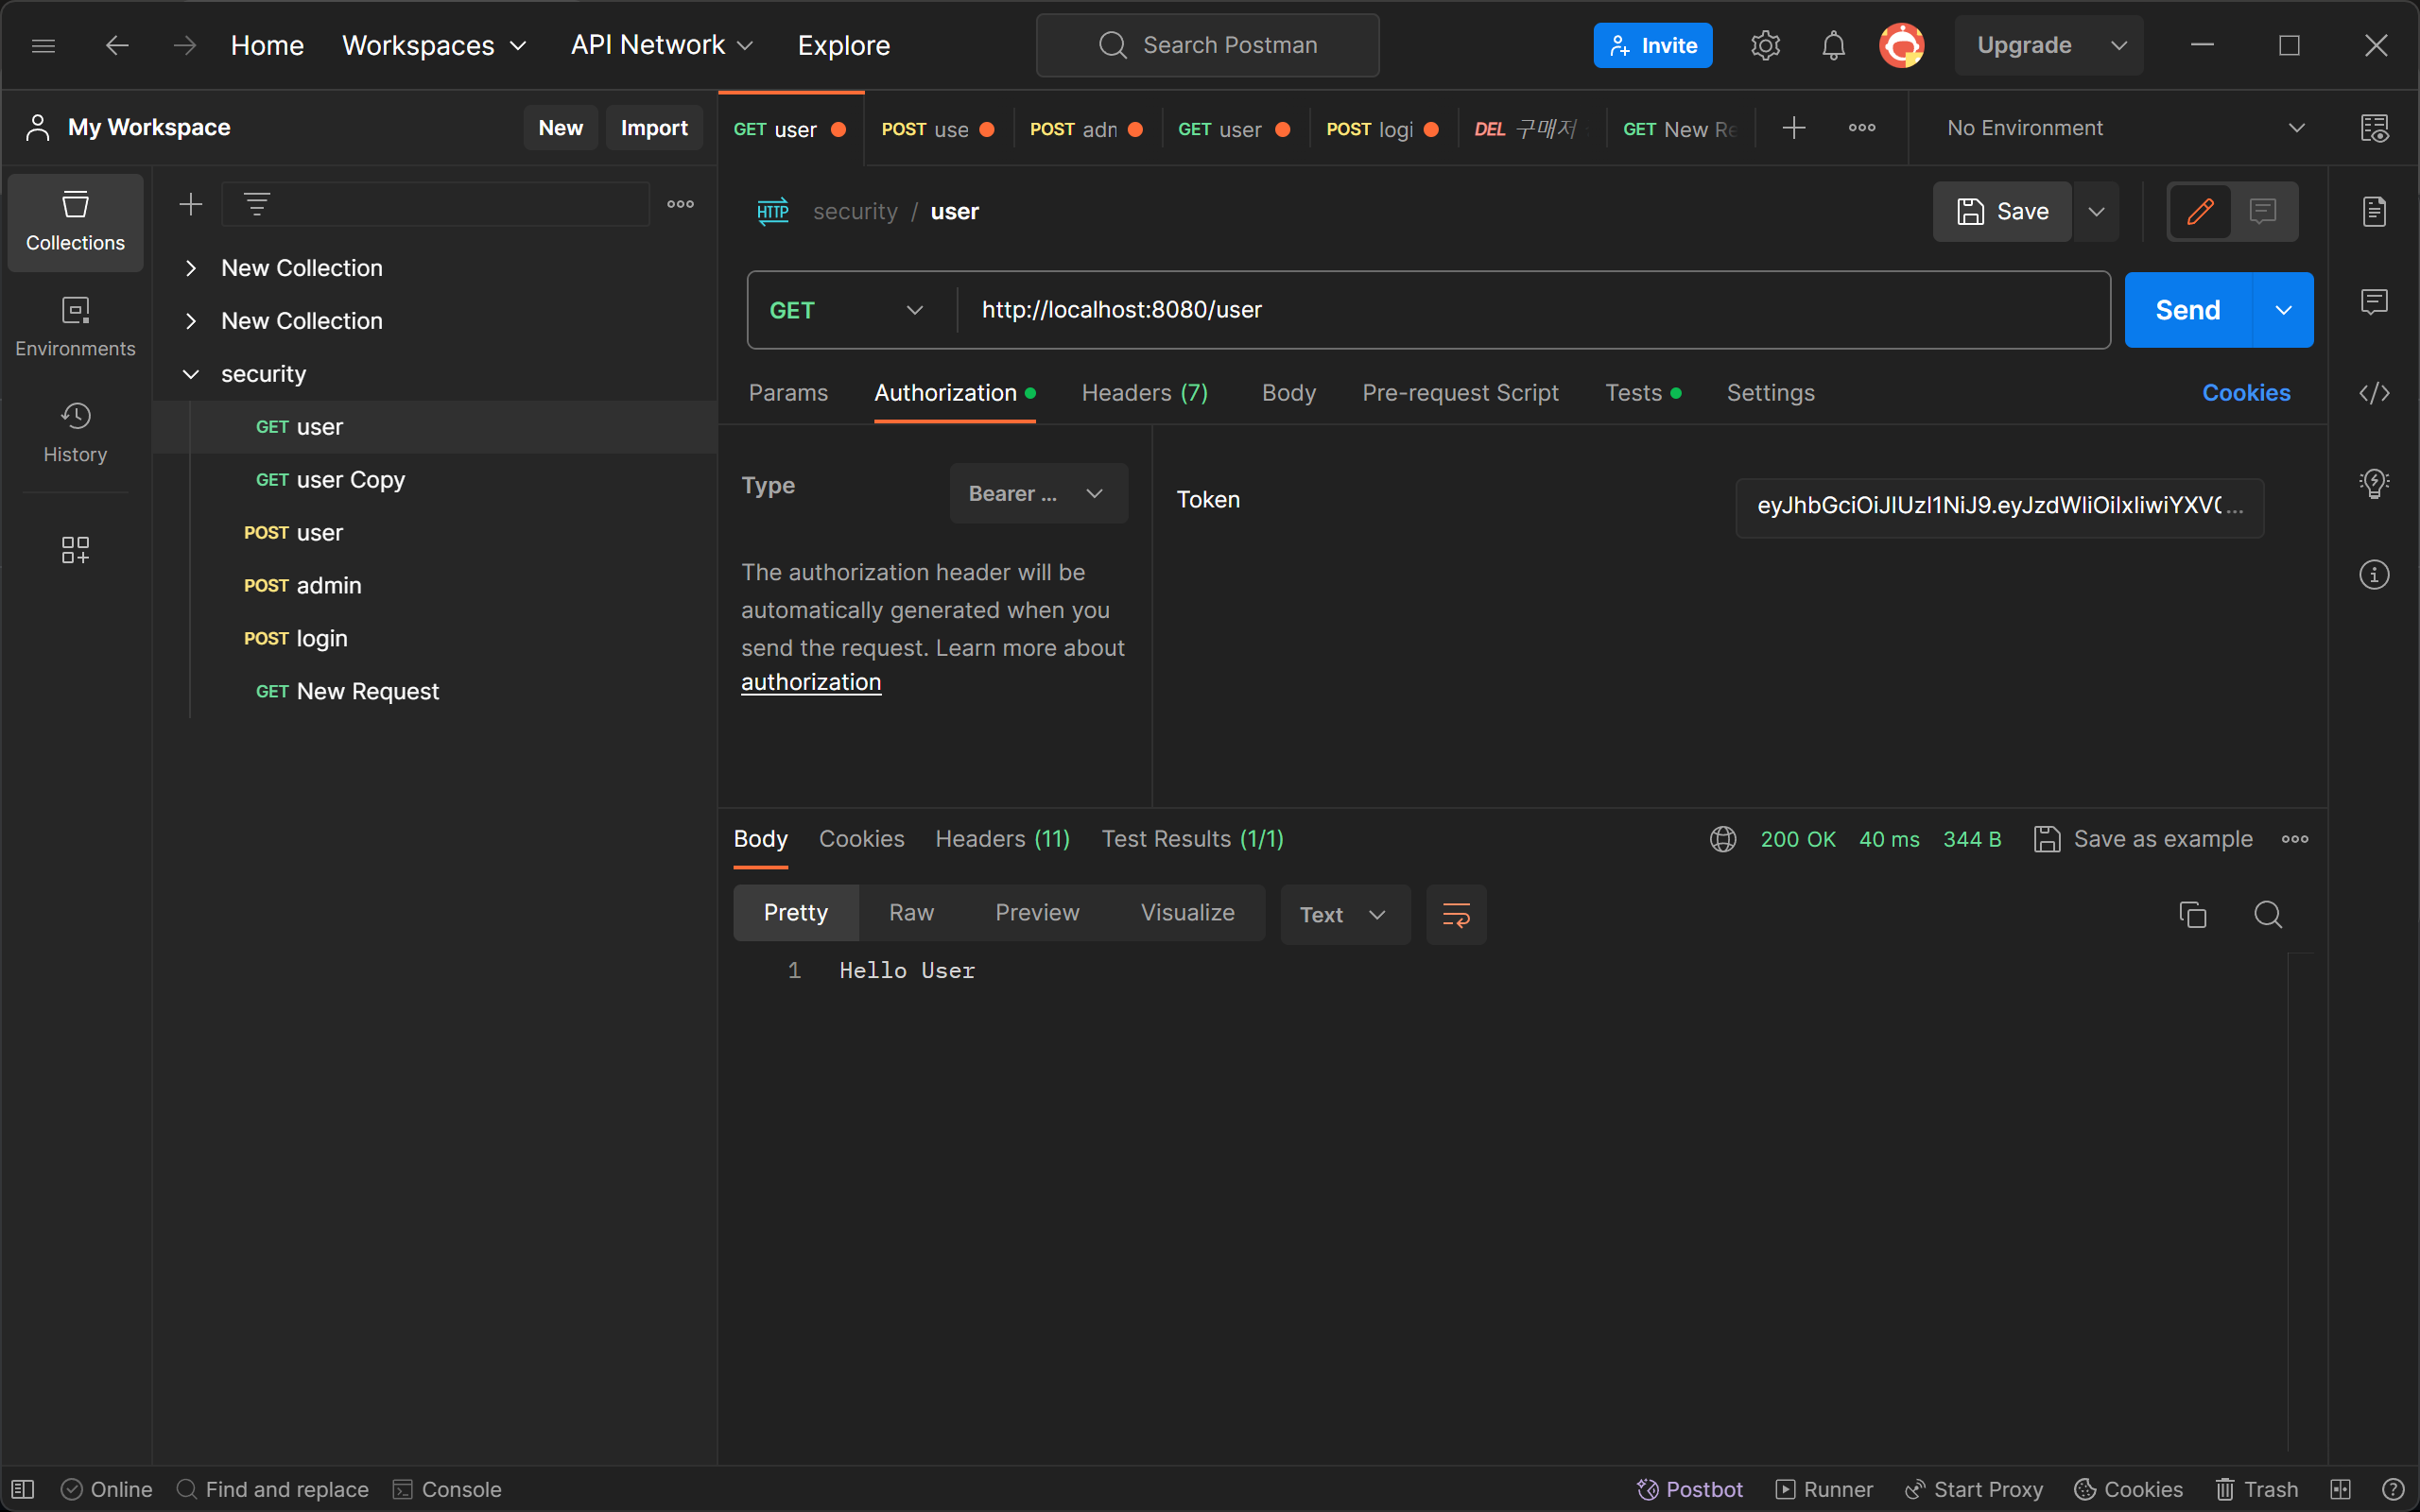 Home Workspaces API Network Explore Search Postman Invite Upgrade
My Workspace New Import
GET user POST use POST adn GET user POST logi DEL 구매저 GET New Re No Environment
Collections
Environments
History
New Collection
New Collection
security
GET user
GET user Copy
POST user
POST admin
POST login
GET New Request
HTTP security / user Save
GET http://localhost:8080/user Send
Params Authorization Headers (7) Body Pre-request Script Tests Settings Cookies
Type Bearer ...
The authorization header will be
automatically generated when you
send the request. Learn more about
authorization
Token eyJhbGciOiJIUzI1NiJ9.eyJzdWIiOiIxIiwiYXV0...
Body Cookies Headers (11) Test Results (1/1) 200 OK 40 ms 344 B Save as example
Pretty Raw Preview Visualize Text
1 Hello User
Online Find and replace Console Postbot Runner Start Proxy Cookies Trash